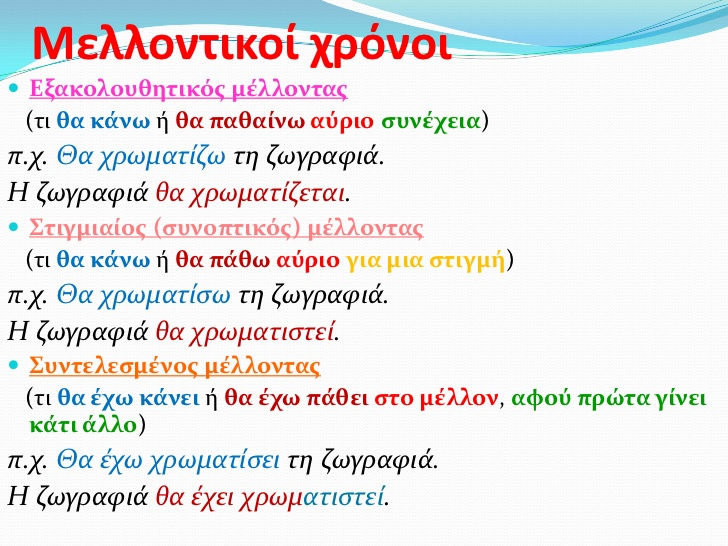 Μελλοντικοί χρόνοι
• Εξακολουθητικός μέλλοντας
(τι θα κάνω ή θα παθαίνω αύριο συνέχεια)
π.χ. Θα χρωματίζω τη ζωγραφιά.
Η ζωγραφιά θα χρωματίζεται.
• Στιγμιαίος (συνοπτικός) μέλλοντας
(τι θα κάνω ή θα πάθω αύριο για μια στιγμή)
π.χ. Θα χρωματίσω τη ζωγραφιά.
Η ζωγραφιά θα χρωματιστεί.
• Συντελεσμένος μέλλοντας
(τι θα έχω κάνει ή θα έχω πάθει στο μέλλον, αφού πρώτα γίνει
κάτι άλλο)
π.χ. Θα έχω χρωματίσει τη ζωγραφιά.
Η ζωγραφιά θα έχει χρωματιστεί.